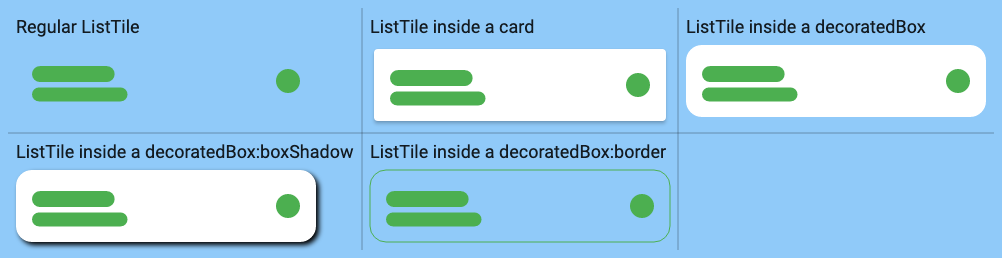 Regular ListTile
ListTile inside a card
ListTile inside a decoratedBox
ListTile inside a decoratedBox:boxShadow
ListTile inside a decoratedBox:border